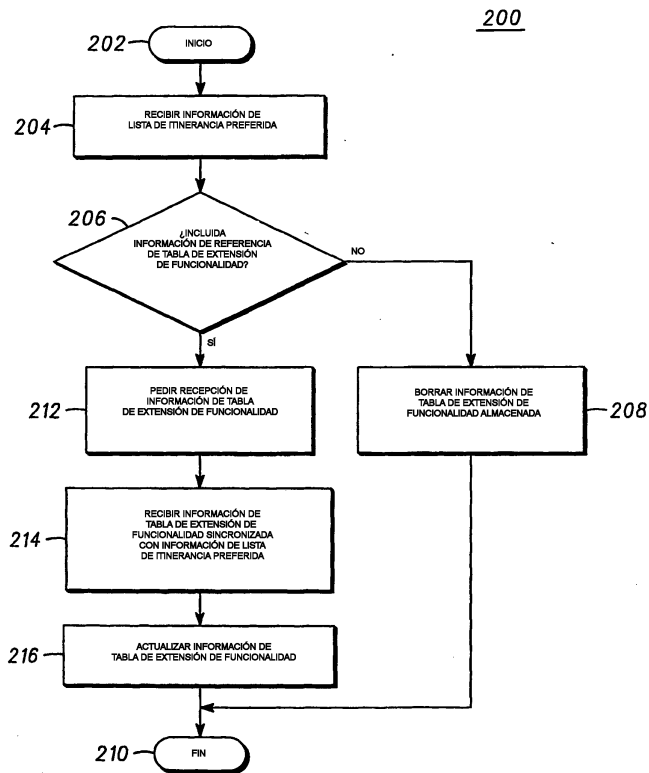 200
202
INICIO
204
RECIBIR INFORMACIÓN DE
LISTA DE ITINERANCIA PREFERIDA
206
¿INCLUIDA
INFORMACIÓN DE REFERENCIA
DE TABLA DE EXTENSIÓN
DE FUNCIONALIDAD?
NO
SÍ
212
PEDIR RECEPCIÓN DE
INFORMACIÓN DE TABLA
DE EXTENSIÓN DE FUNCIONALIDAD
BORRAR INFORMACIÓN DE
TABLA DE EXTENSIÓN DE
FUNCIONALIDAD ALMACENADA
208
214
RECIBIR INFORMACIÓN DE
TABLA DE EXTENSIÓN DE
FUNCIONALIDAD SINCRONIZADA
CON INFORMACIÓN DE LISTA
DE ITINERANCIA PREFERIDA
216
ACTUALIZAR INFORMACIÓN DE
TABLA DE EXTENSIÓN DE FUNCIONALIDAD
210
FIN